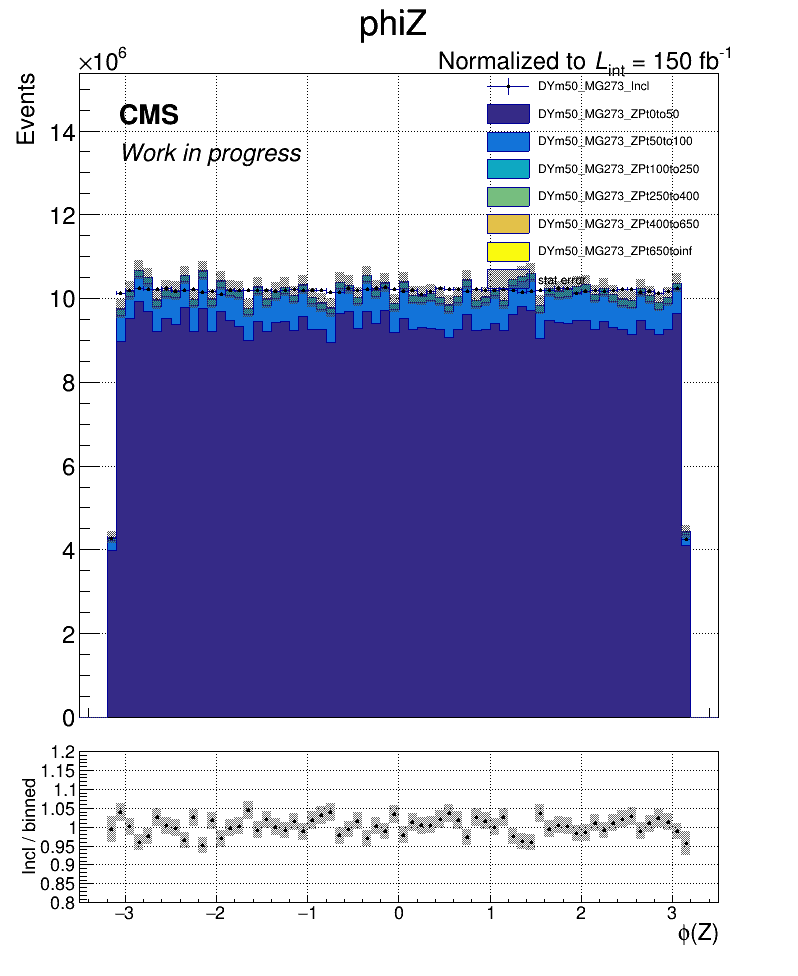 phiZ
×10⁶
Normalized to L_int = 150 fb⁻¹
Events
CMS
Work in progress
DYm50_MG273_Incl
DYm50_MG273_ZPt0to50
DYm50_MG273_ZPt50to100
DYm50_MG273_ZPt100to250
DYm50_MG273_ZPt250to400
DYm50_MG273_ZPt400to650
DYm50_MG273_ZPt650toinf
stat error
14
12
10
8
6
4
2
0
Incl / binned
1.2
1.15
1.1
1.05
1
0.95
0.9
0.85
0.8
−3 −2 −1 0 1 2 3
ϕ(Z)